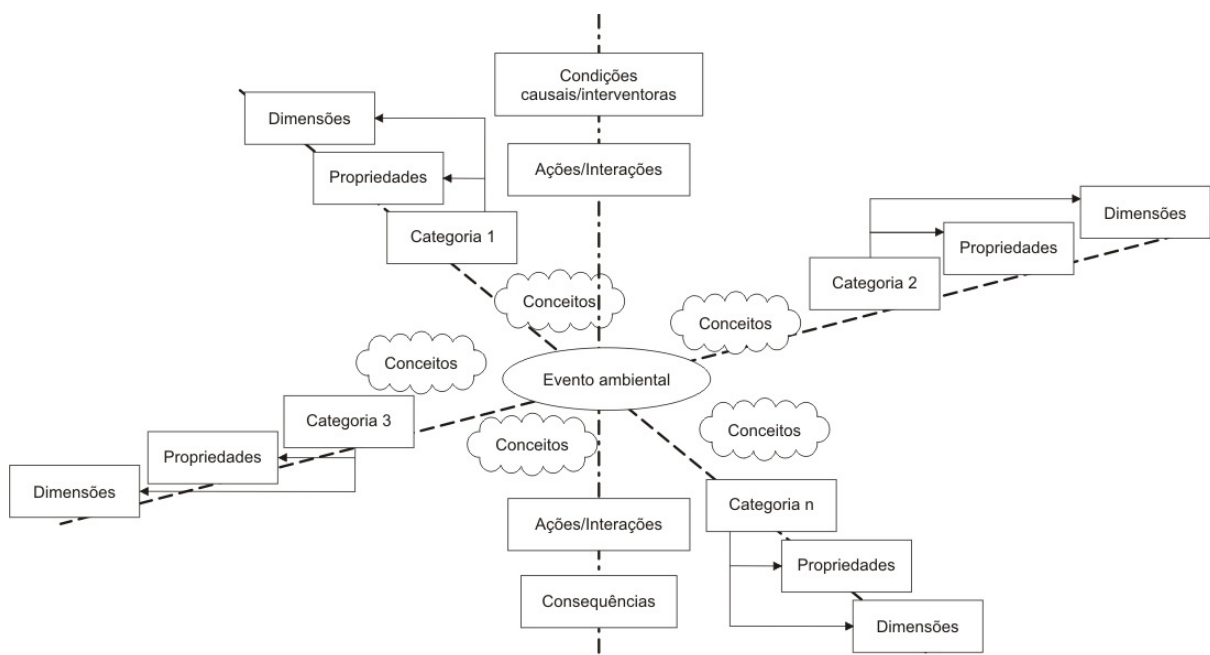 Condições
causais/interventoras
Dimensões
Ações/Interações
Propriedades
Categoria 1
Dimensões
Propriedades
Categoria 2
Conceitos
Conceitos
Conceitos
Evento ambiental
Categoria 3
Conceitos
Conceitos
Propriedades
Dimensões
Categoria n
Ações/Interações
Propriedades
Consequências
Dimensões